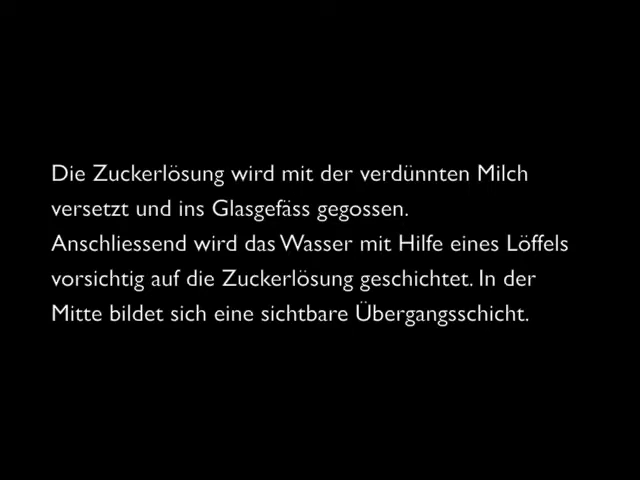 Die Zuckerlösung wird mit der verdünnten Milch
versetzt und ins Glasgefäss gegossen.
Anschliessend wird das Wasser mit Hilfe eines Löffels
vorsichtig auf die Zuckerlösung geschichtet. In der
Mitte bildet sich eine sichtbare Übergangsschicht.